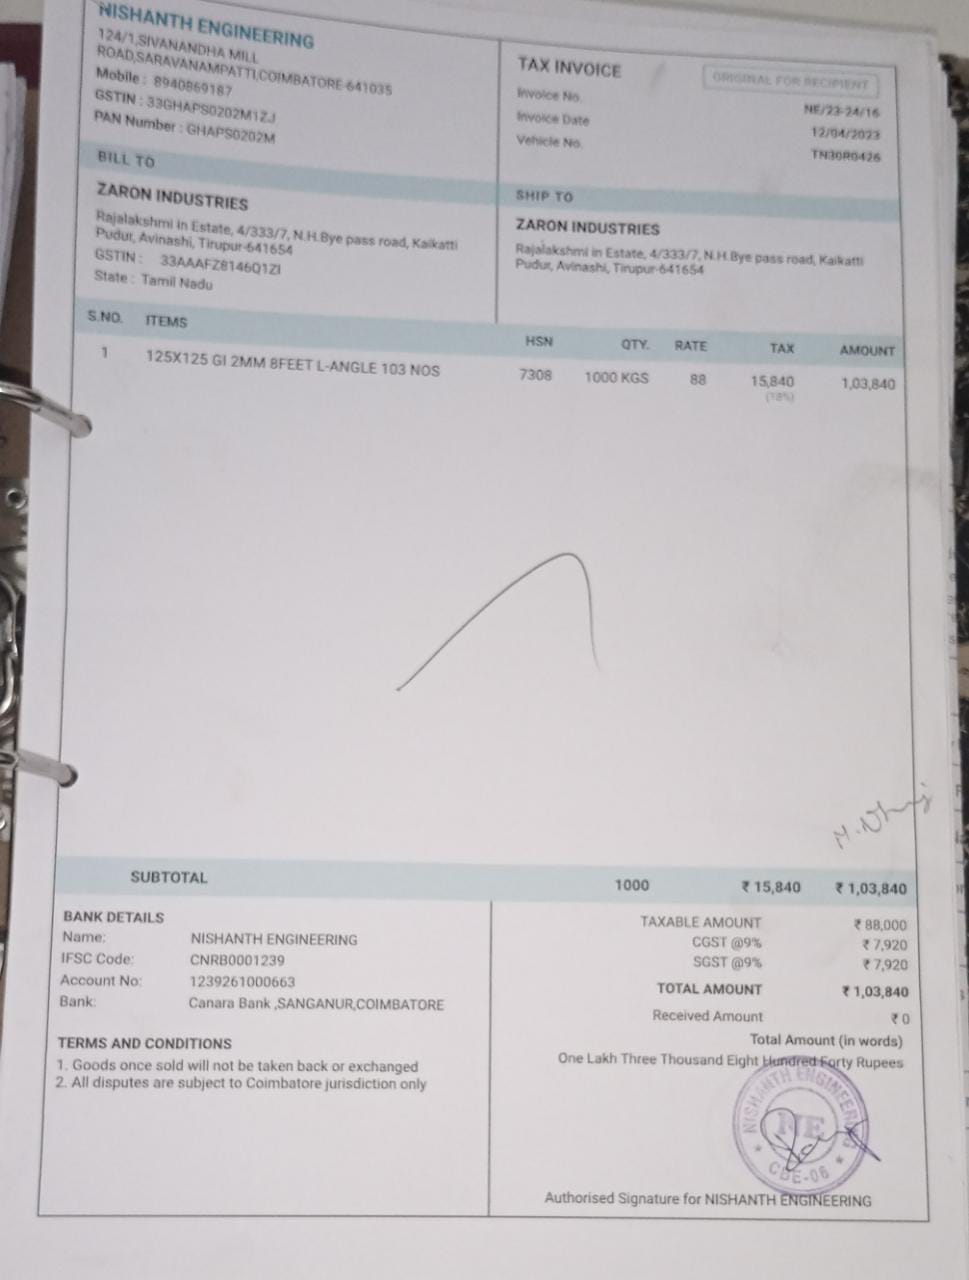 NISHANTH ENGINEERING
124/1,SIVANANDHA MILL
ROAD,SARAVANAMPATTI,COIMBATORE-641035
Mobile : 8940869187
GSTIN : 33GHAPS0202M1ZJ
PAN Number : GHAPS0202M
TAX INVOICE
ORIGINAL FOR RECIPIENT
Invoice No. NE/23-24/16
Invoice Date 12/04/2023
Vehicle No. TN30R0426
BILL TO
ZARON INDUSTRIES
Rajalakshmi in Estate, 4/333/7, N.H.Bye pass road, Kaikatti
Pudur, Avinashi, Tirupur-641654
GSTIN : 33AAAFZ8146Q1ZI
State : Tamil Nadu
SHIP TO
ZARON INDUSTRIES
Rajalakshmi in Estate, 4/333/7, N.H.Bye pass road, Kaikatti
Pudur, Avinashi, Tirupur-641654
S.NO. ITEMS HSN QTY. RATE TAX AMOUNT
1 125X125 GI 2MM 8FEET L-ANGLE 103 NOS 7308 1000 KGS 88 15,840 1,03,840
(18%)
SUBTOTAL 1000 ₹ 15,840 ₹ 1,03,840
BANK DETAILS
Name: NISHANTH ENGINEERING
IFSC Code: CNRB0001239
Account No: 1239261000663
Bank: Canara Bank ,SANGANUR,COIMBATORE
TERMS AND CONDITIONS
1. Goods once sold will not be taken back or exchanged
2. All disputes are subject to Coimbatore jurisdiction only
TAXABLE AMOUNT ₹ 88,000
CGST @9% ₹ 7,920
SGST @9% ₹ 7,920
TOTAL AMOUNT ₹ 1,03,840
Received Amount ₹ 0
Total Amount (in words)
One Lakh Three Thousand Eight Hundred Forty Rupees
NISHANTH ENGINEERING
NE
CBE-06
Authorised Signature for NISHANTH ENGINEERING